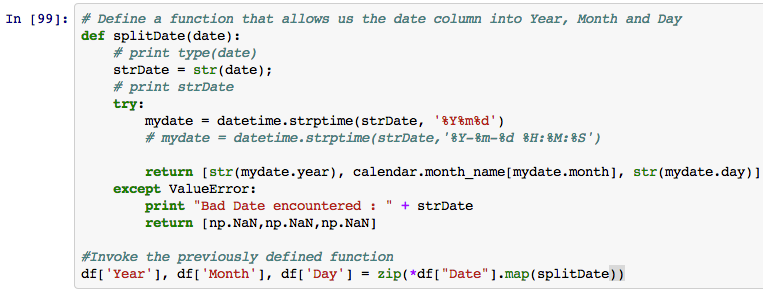 In [99]: # Define a function that allows us the date column into Year, Month and Day
def splitDate(date):
    # print type(date)
    strDate = str(date);
    # print strDate
    try:
        mydate = datetime.strptime(strDate, '%Y%m%d')
        # mydate = datetime.strptime(strDate,'%Y-%m-%d %H:%M:%S')

        return [str(mydate.year), calendar.month_name[mydate.month], str(mydate.day)]
    except ValueError:
        print "Bad Date encountered : " + strDate
        return [np.NaN,np.NaN,np.NaN]

#Invoke the previously defined function
df['Year'], df['Month'], df['Day'] = zip(*df["Date"].map(splitDate))